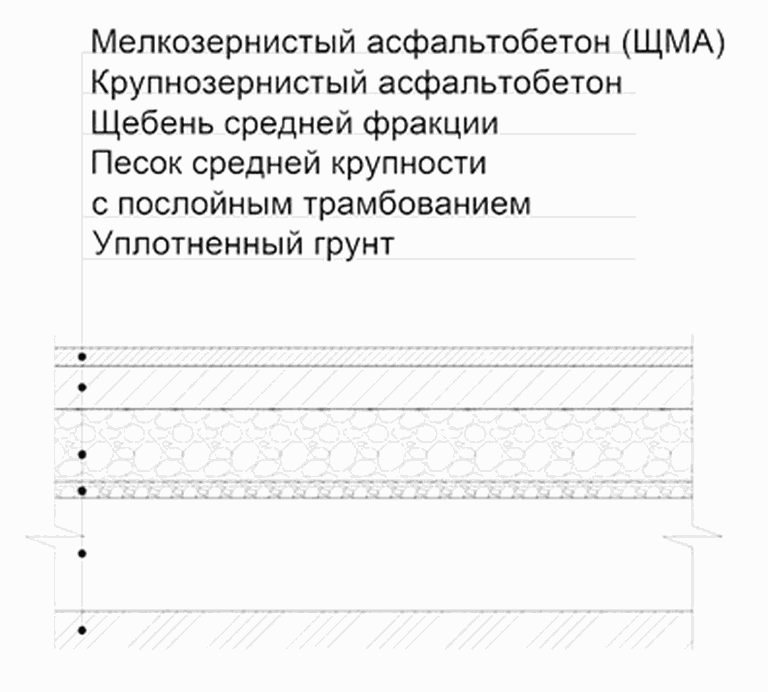 Мелкозернистый асфальтобетон (ЩМА)
Крупнозернистый асфальтобетон
Щебень средней фракции
Песок средней крупности
с послойным трамбованием
Уплотненный грунт